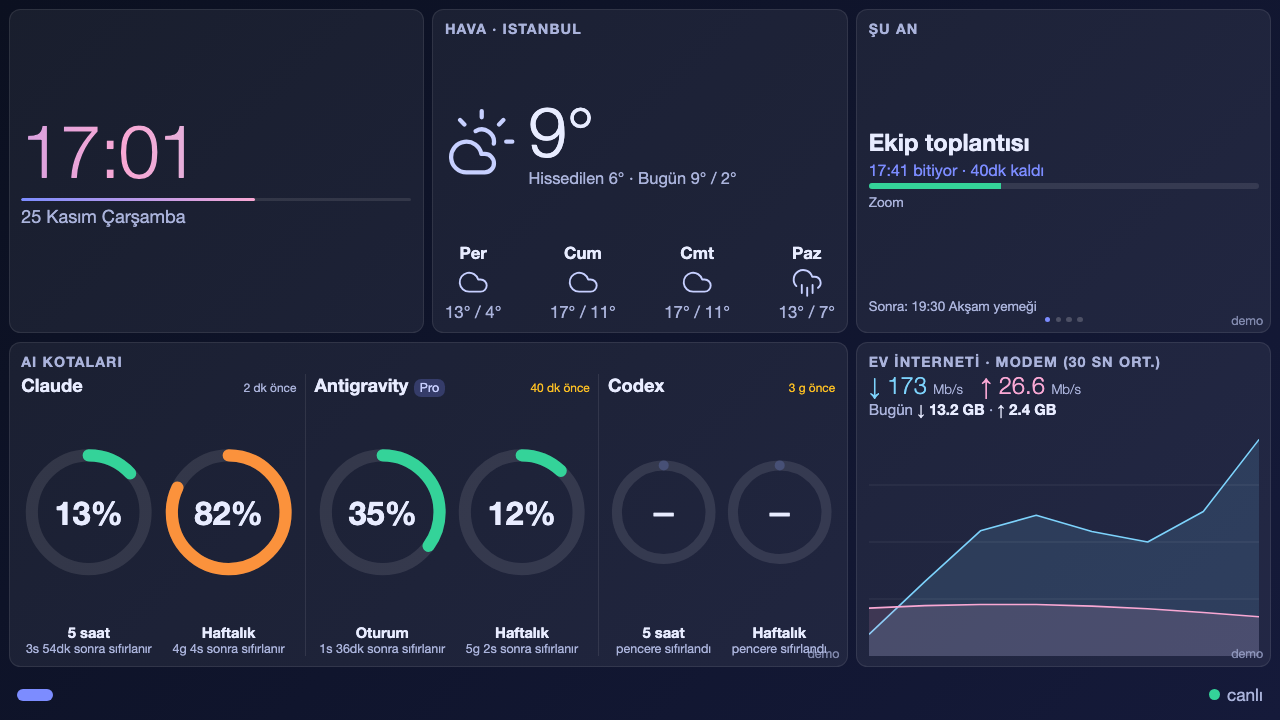 17:01
25 Kasım Çarşamba
HAVA · ISTANBUL
9°
Hissedilen 6° · Bugün 9° / 2°
Per Cum Cmt Paz
13° / 4° 17° / 11° 17° / 11° 13° / 7°
ŞU AN
Ekip toplantısı
17:41 bitiyor · 40dk kaldı
Zoom
Sonra: 19:30 Akşam yemeği
demo
AI KOTALARI
Claude 2 dk önce
13% 82%
5 saat Haftalık
3s 54dk sonra sıfırlanır 4g 4s sonra sıfırlanır
Antigravity Pro 40 dk önce
35% 12%
Oturum Haftalık
1s 36dk sonra sıfırlanır 5g 2s sonra sıfırlanır
Codex 3 g önce
– –
5 saat Haftalık
pencere sıfırlandı pencere sıfırlandı
demo
EV İNTERNETİ · MODEM (30 SN ORT.)
↓ 173 Mb/s ↑ 26.6 Mb/s
Bugün ↓ 13.2 GB · ↑ 2.4 GB
demo
canlı